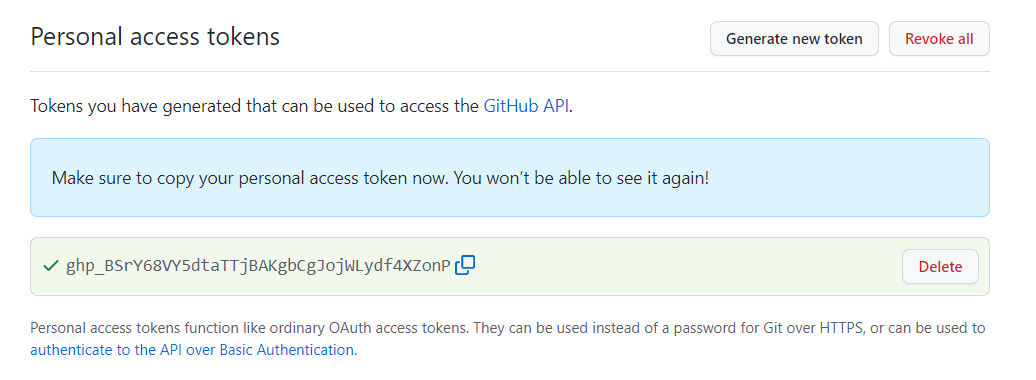 Personal access tokens
Generate new token
Revoke all
Tokens you have generated that can be used to access the GitHub API.
Make sure to copy your personal access token now. You won't be able to see it again!
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
Delete
Personal access tokens function like ordinary OAuth access tokens. They can be used instead of a password for Git over HTTPS, or can be used to
authenticate to the API over Basic Authentication.